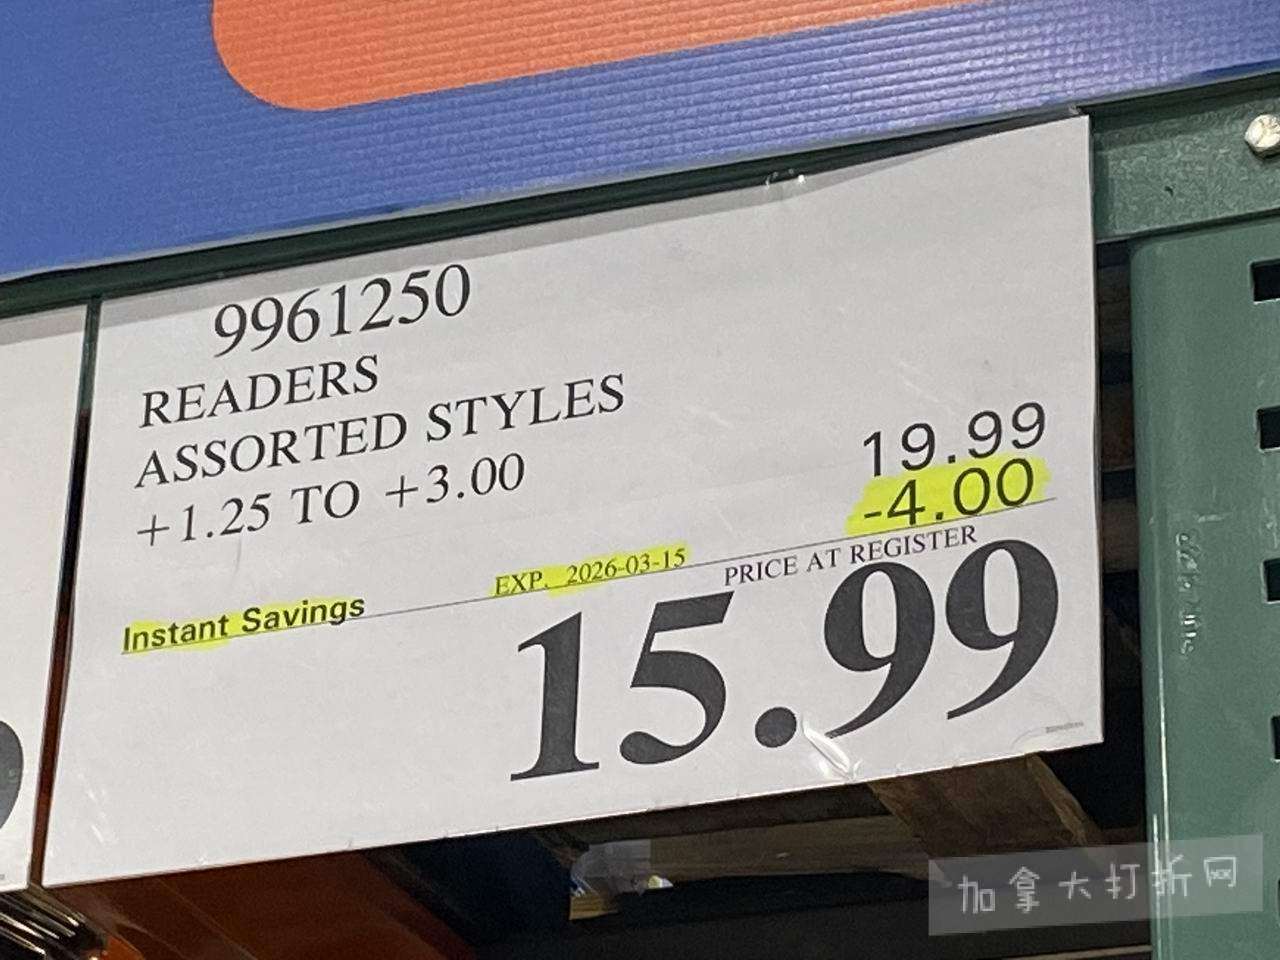 9961250
READERS
ASSORTED STYLES
+1.25 TO +3.00
19.99
-4.00
Instant Savings
EXP. 2026-03-15
PRICE AT REGISTER
15.99
加拿大打折网